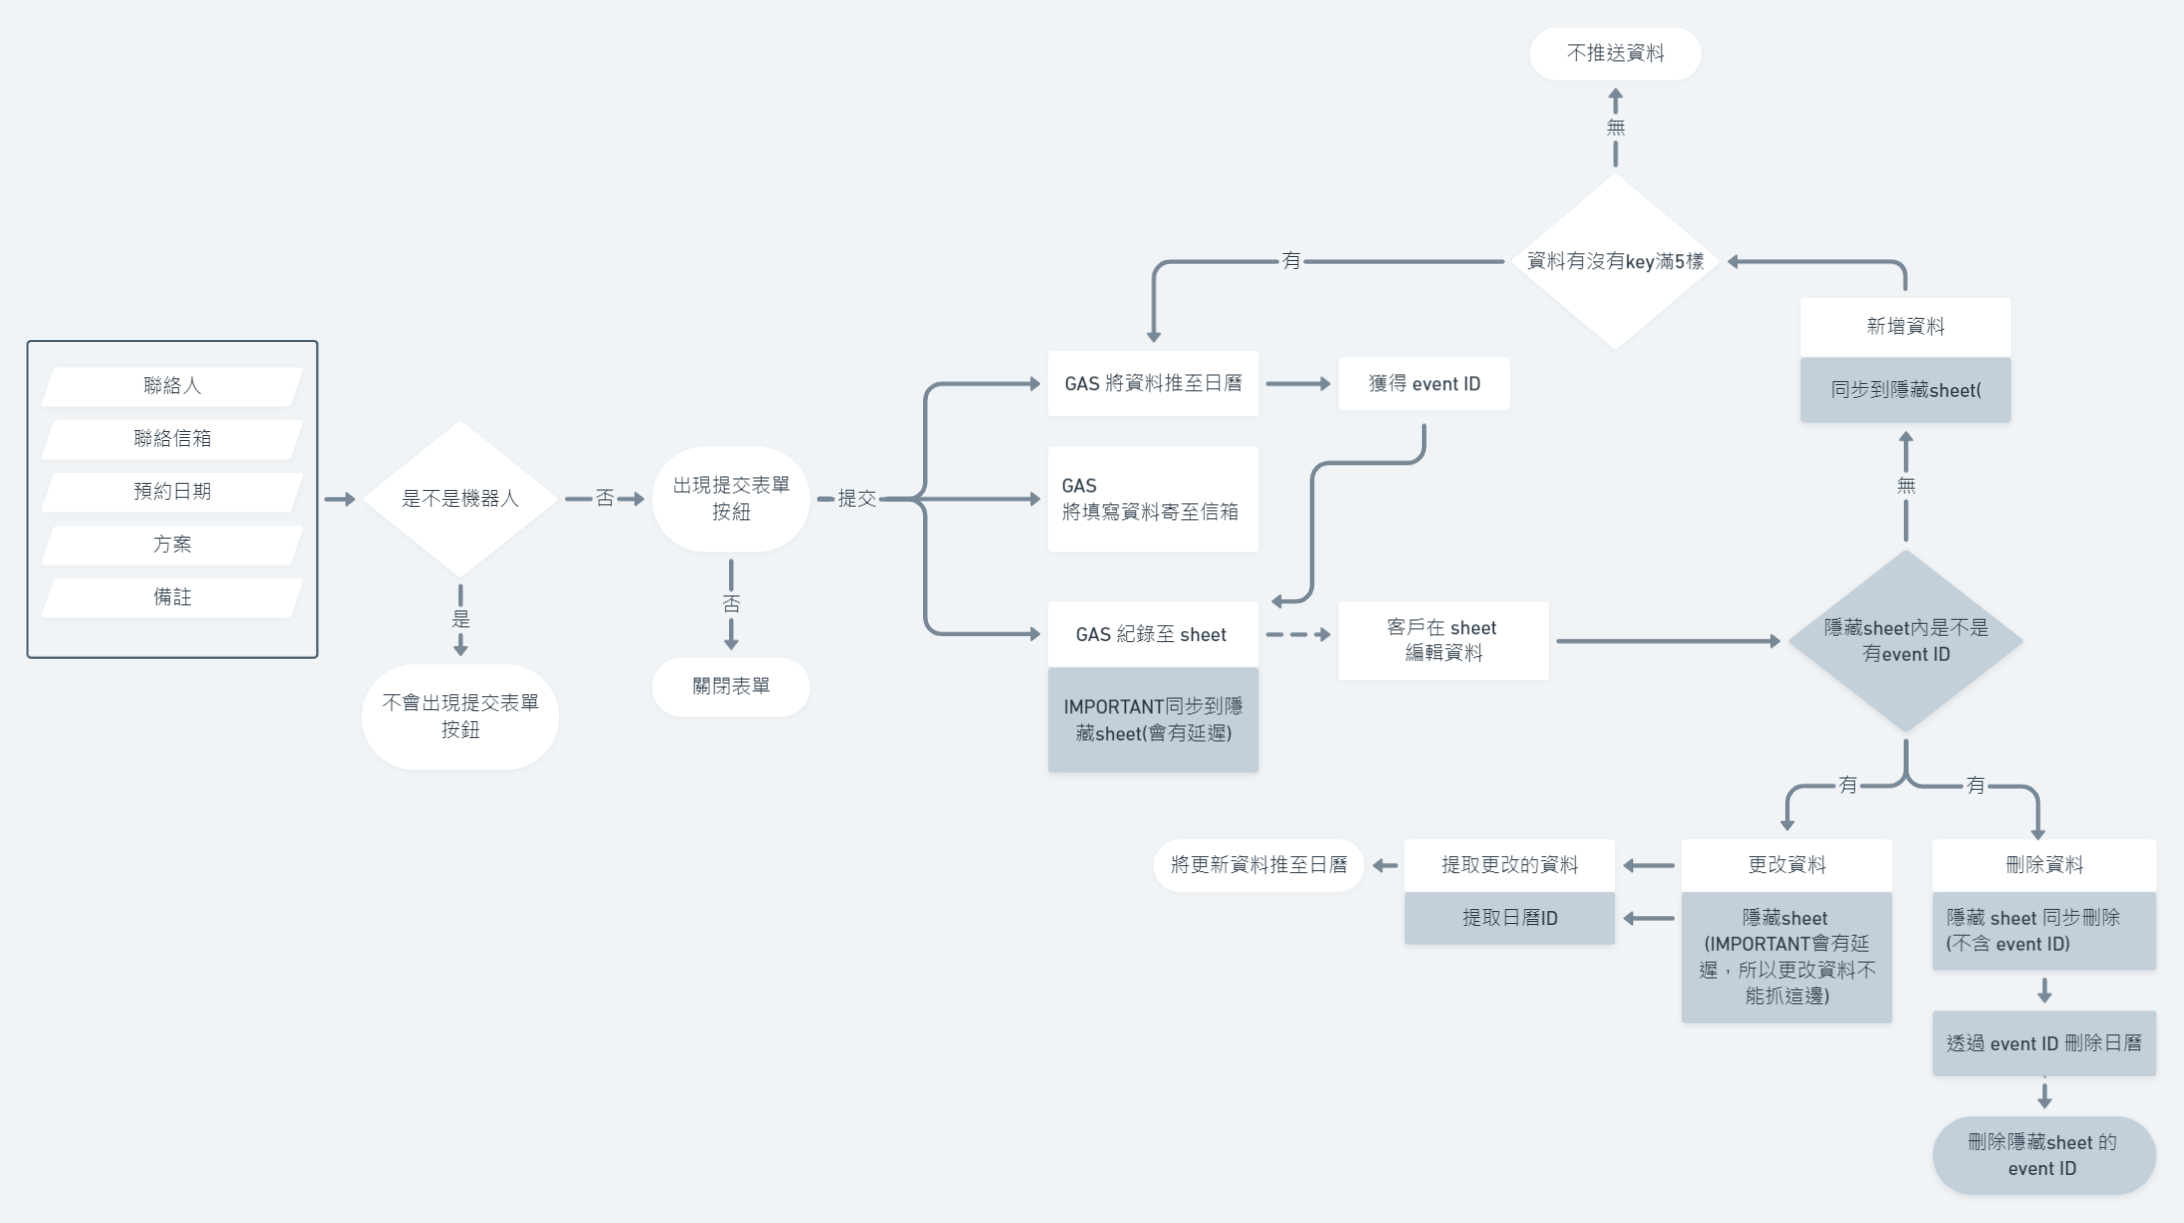 不推送資料
無
資料有沒有key滿5樣
有
新增資料
同步到隱藏sheet(
無
聯絡人
聯絡信箱
預約日期
方案
備註
是不是機器人
否
是
不會出現提交表單
按鈕
出現提交表單
按紐
否
關閉表單
提交
GAS 將資料推至日曆
獲得 event ID
GAS
將填寫資料寄至信箱
GAS 紀錄至 sheet
IMPORTANT同步到隱
藏sheet(會有延遲)
客戶在 sheet
編輯資料
隱藏sheet內是不是
有event ID
有
有
將更新資料推至日曆
提取更改的資料
提取日曆ID
更改資料
隱藏sheet
(IMPORTANT會有延
遲，所以更改資料不
能抓這邊)
刪除資料
隱藏 sheet 同步刪除
(不含 event ID)
透過 event ID 刪除日曆
刪除隱藏sheet 的
event ID